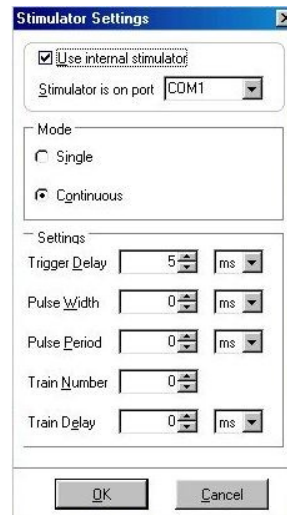 Stimulator Settings
Use internal stimulator
Stimulator is on port COM1
Mode
Single
Continuous
Settings
Trigger Delay 5 ms
Pulse Width 0 ms
Pulse Period 0 ms
Train Number 0
Train Delay 0 ms
OK Cancel